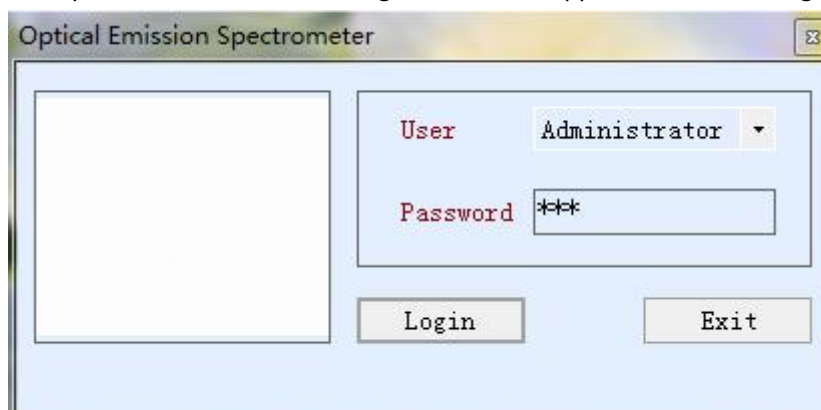 Optical Emission Spectrometer
User Administrator
Password ***
Login Exit